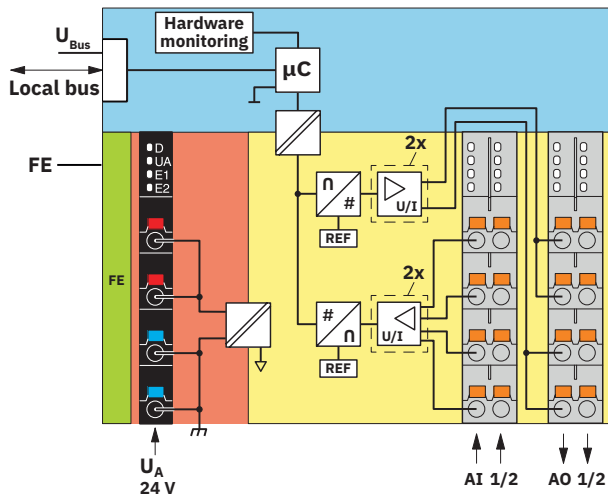 Hardware
monitoring
U Bus
Local bus
µC
FE
D
UA
E1
E2
2x
∩
#
U/I
REF
2x
#
∩
U/I
REF
FE
U A
24 V
AI 1/2
AO 1/2